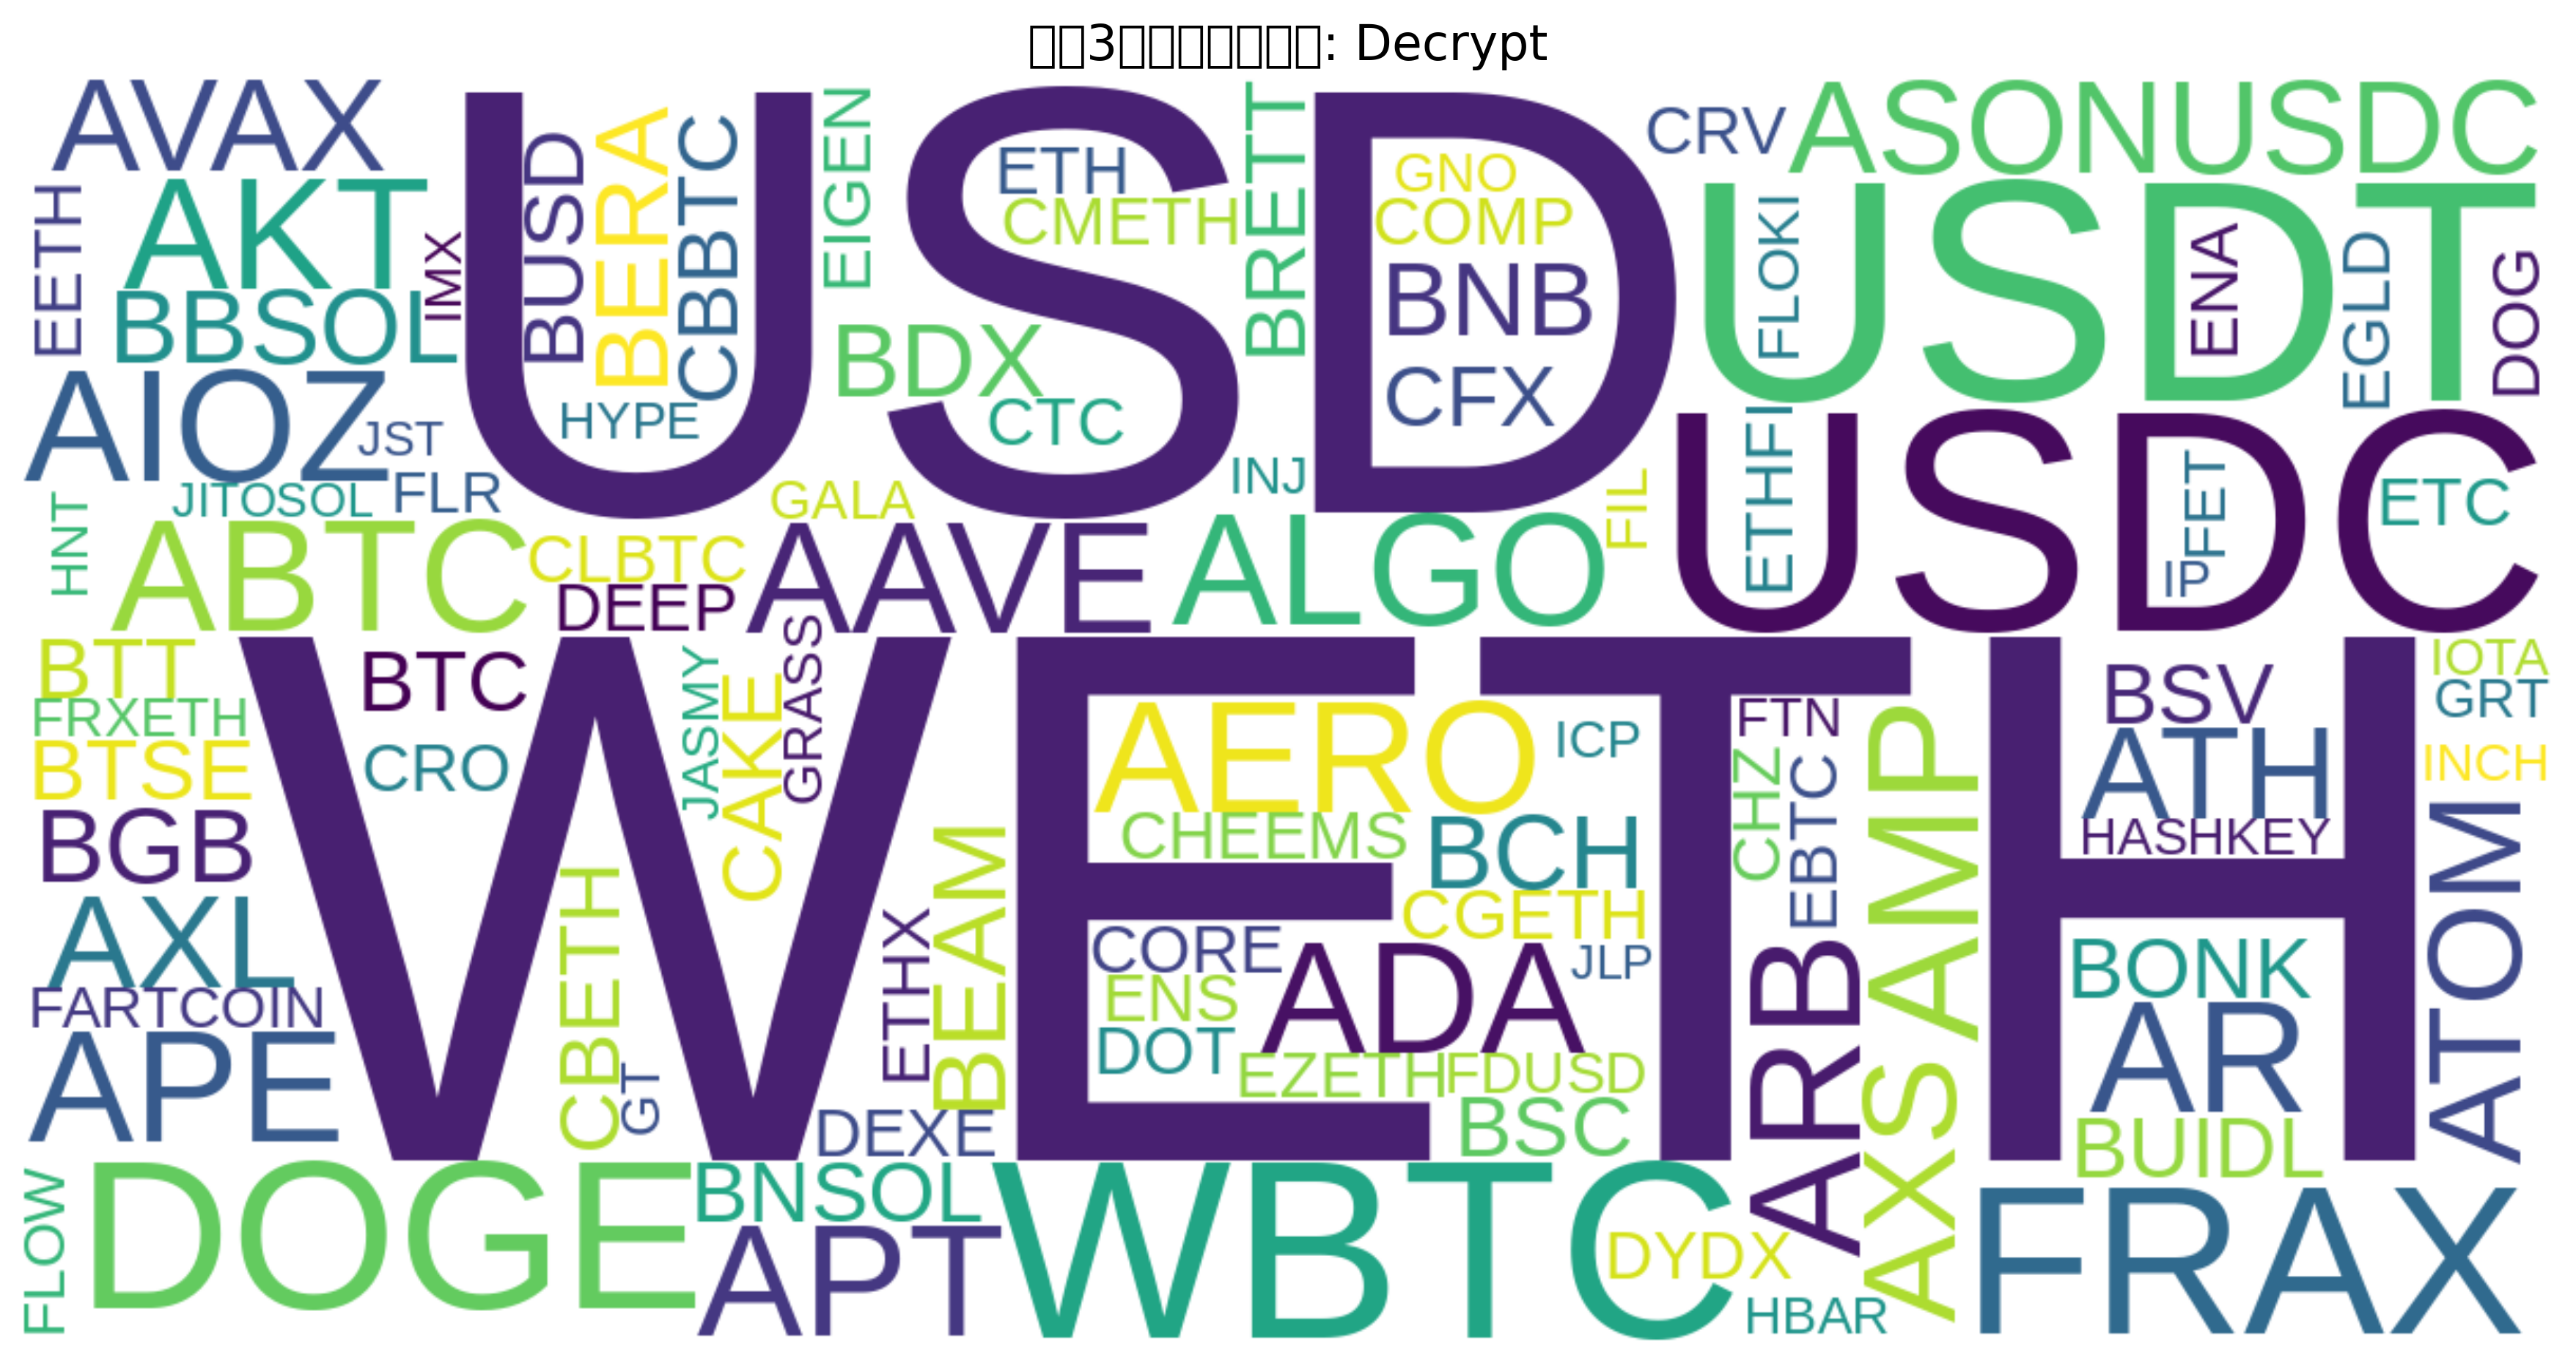 □□3□□□□□□□: Decrypt
AVAX
USD
BUSD
BERA
CBBTC
EIGEN
ETH
CMETH
BRETT
GNO
COMP
BNB
CFX
CRV
ASONUSDC
EETH
AKT
IMX
BBSOL
USDT
FLOKI
ENA
EGLD
DOG
AIOZ
JST
HYPE
BDX
CTC
INJ
JITOSOL
FLR
GALA
FIL
USDC
ETHFI
FET
IP
ETC
HNT
ABTC
CLBTC
DEEP
AAVE
ALGO
GRASS
BTT
FRXETH
BTSE
BTC
CRO
WETH
JASMY
CAKE
AERO
ICP
FTN
BSV
IOTA
GRT
CHEEMS
BCH
CHZ
EBTC
AMP
ATH
HASHKEY
INCH
BGB
AXL
FARTCOIN
CBETH
GT
ETHX
BEAM
CGETH
CORE
ENS
DOT
ADA
JLP
EZETH
FDUSD
BSC
ARB
AXS
BONK
AR
BUIDL
ATOM
APE
DEXE
FLOW
DOGE
BNSOL
APT
WBTC
DYDX
HBAR
FRAX